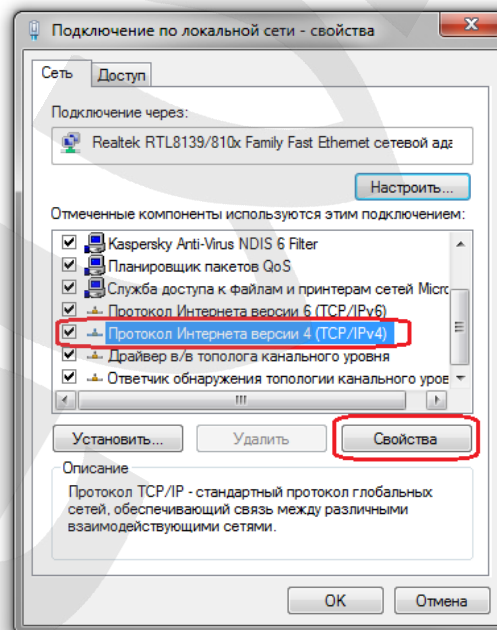 Подключение по локальной сети - свойства
Сеть
Доступ
Подключение через:
Realtek RTL8139/810x Family Fast Ethernet сетевой ада
Настроить...
Отмеченные компоненты используются этим подключением:
Kaspersky Anti-Virus NDIS 6 Filter
Планировщик пакетов QoS
Служба доступа к файлам и принтерам сетей Micro
Протокол Интернета версии 6 (TCP/IPv6)
Протокол Интернета версии 4 (TCP/IPv4)
Драйвер в/в тополога канального уровня
Ответчик обнаружения топологии канального уров
Установить...
Удалить
Свойства
Описание
Протокол TCP/IP - стандартный протокол глобальных
сетей, обеспечивающий связь между различными
взаимодействующими сетями.
OK
Отмена